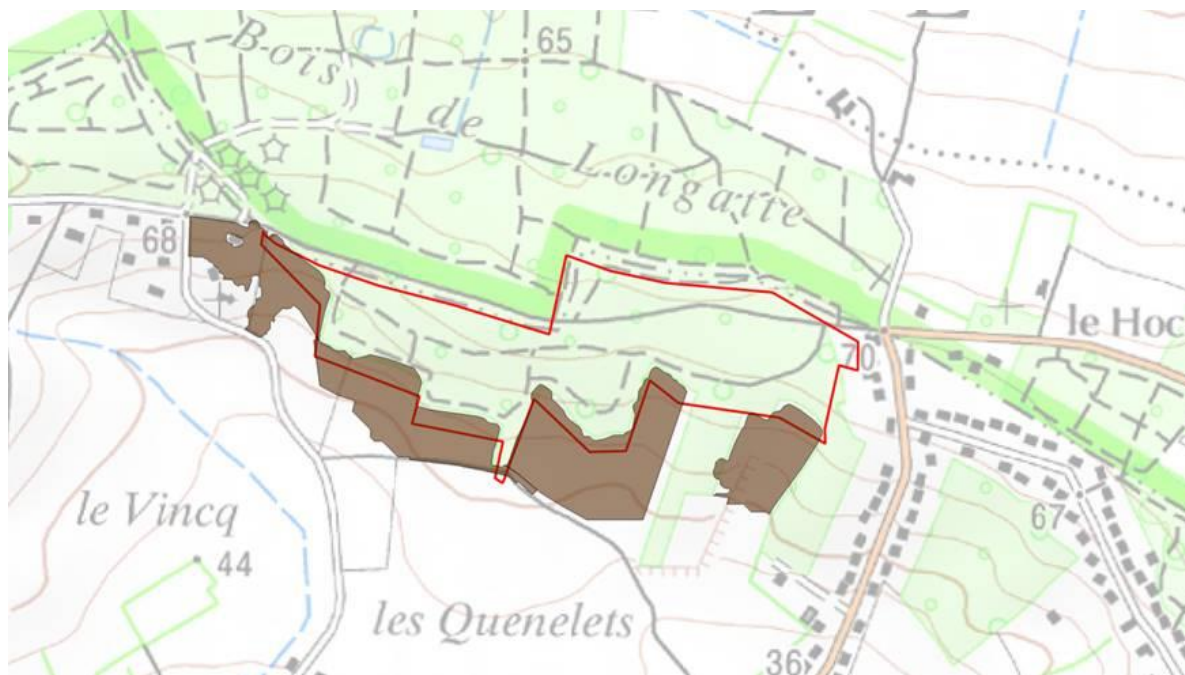 65
Bois
de
Longatte
68
le Hoc
70
le Vincq
44
67
les Quenelets
36